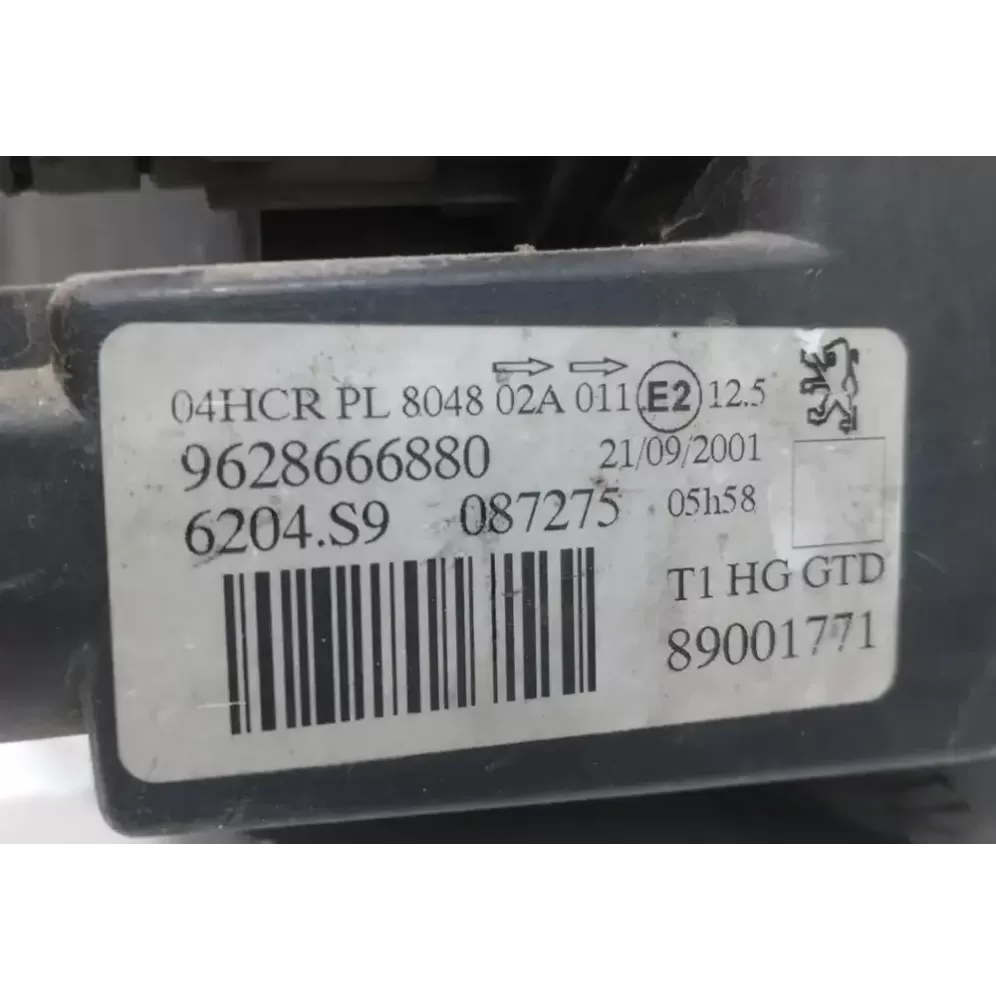 04HCR PL 8048 02A 011 E2 12.5
9628666880 21/09/2001
6204.S9 087275 05h58
T1 HG GTD
89001771